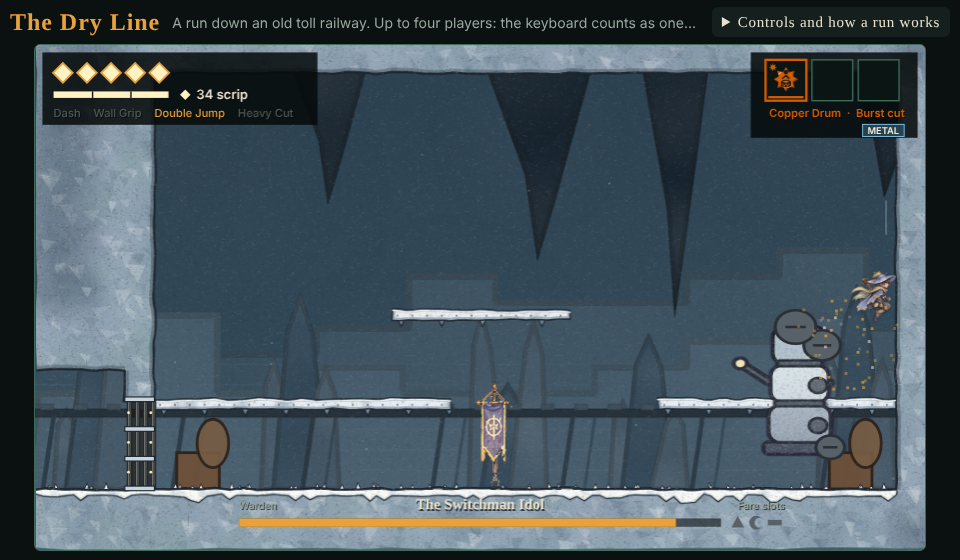 The Dry Line
A run down an old toll railway. Up to four players: the keyboard counts as one...
▶ Controls and how a run works
34 scrip
Dash Wall Grip Double Jump Heavy Cut
Copper Drum · Burst cut
METAL
Warden
The Switchman Idol
Fare slots